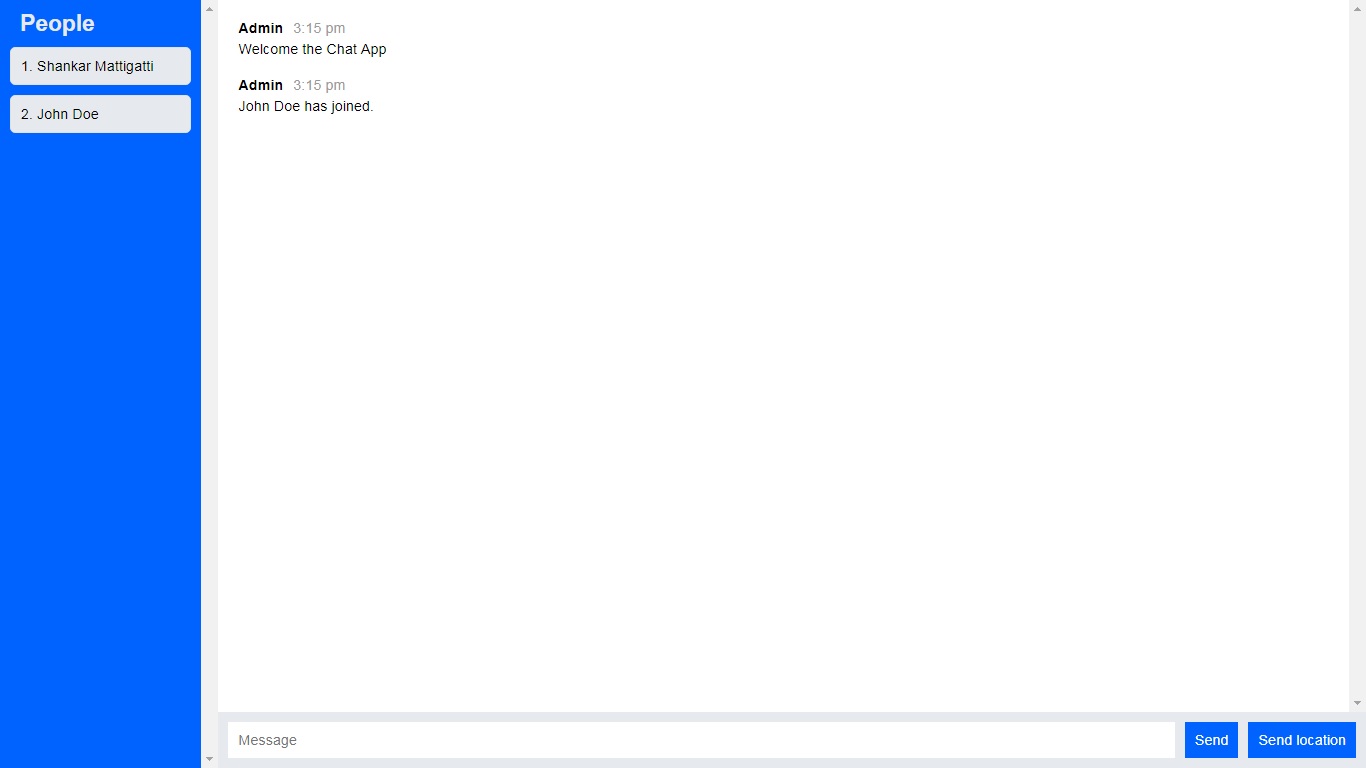 People
1. Shankar Mattigatti
2. John Doe
Admin 3:15 pm
Welcome the Chat App
Admin 3:15 pm
John Doe has joined.
Message
Send
Send location